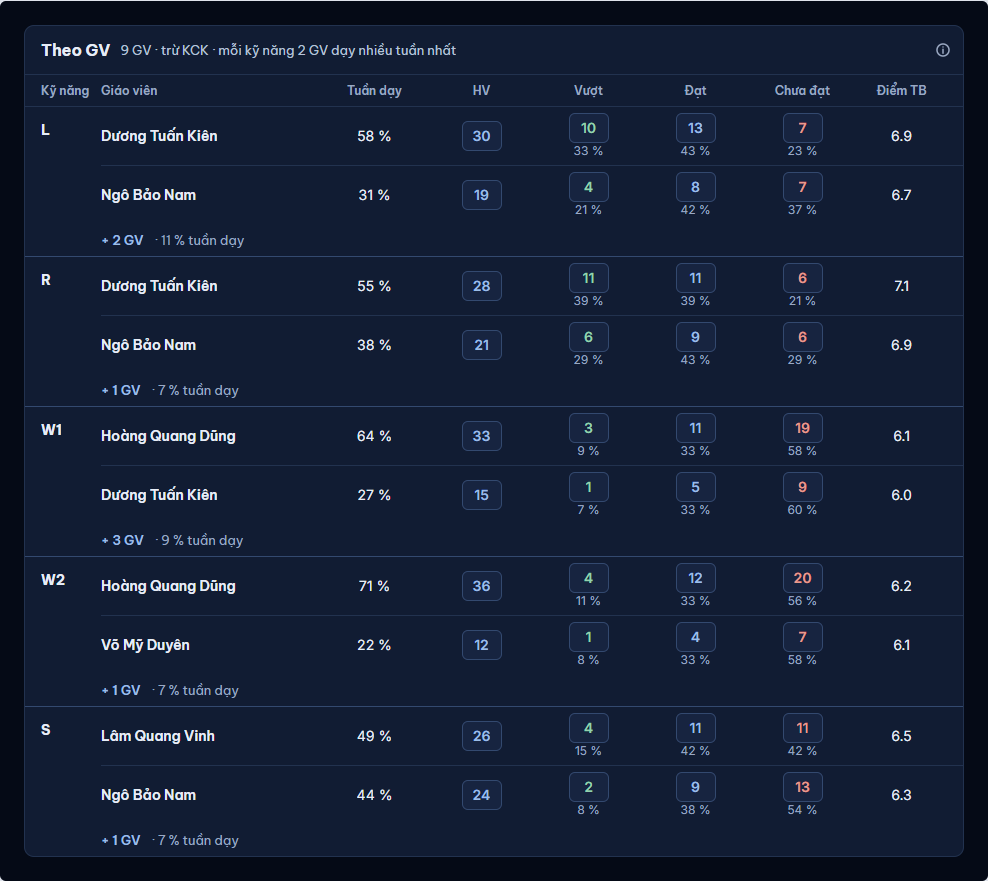 Theo GV 9 GV · trừ KCK · mỗi kỹ năng 2 GV dạy nhiều tuần nhất
Kỹ năng Giáo viên Tuần dạy HV Vượt Đạt Chưa đạt Điểm TB
L Dương Tuấn Kiên 58 % 30 10 13 7 6.9
33 % 43 % 23 %
Ngô Bảo Nam 31 % 19 4 8 7 6.7
21 % 42 % 37 %
+ 2 GV · 11 % tuần dạy
R Dương Tuấn Kiên 55 % 28 11 11 6 7.1
39 % 39 % 21 %
Ngô Bảo Nam 38 % 21 6 9 6 6.9
29 % 43 % 29 %
+ 1 GV · 7 % tuần dạy
W1 Hoàng Quang Dũng 64 % 33 3 11 19 6.1
9 % 33 % 58 %
Dương Tuấn Kiên 27 % 15 1 5 9 6.0
7 % 33 % 60 %
+ 3 GV · 9 % tuần dạy
W2 Hoàng Quang Dũng 71 % 36 4 12 20 6.2
11 % 33 % 56 %
Võ Mỹ Duyên 22 % 12 1 4 7 6.1
8 % 33 % 58 %
+ 1 GV · 7 % tuần dạy
S Lâm Quang Vinh 49 % 26 4 11 11 6.5
15 % 42 % 42 %
Ngô Bảo Nam 44 % 24 2 9 13 6.3
8 % 38 % 54 %
+ 1 GV · 7 % tuần dạy